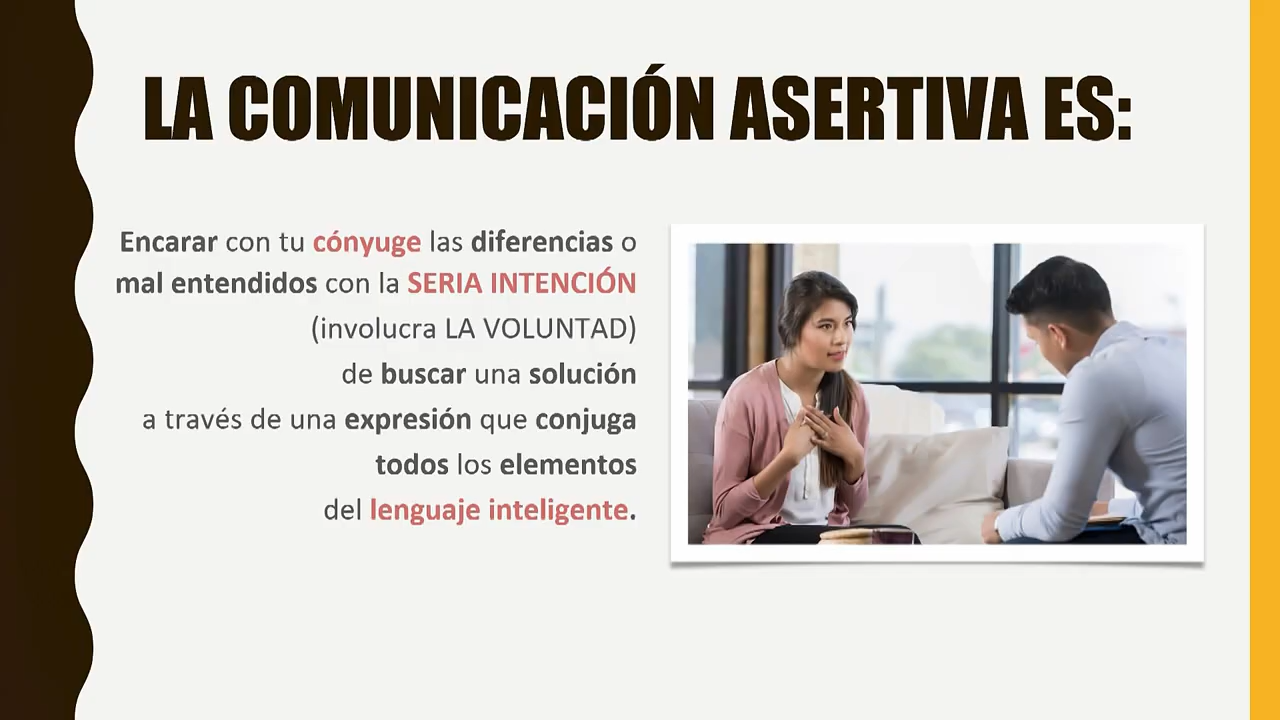 LA COMUNICACIÓN ASERTIVA ES:
Encarar con tu cónyuge las diferencias o
mal entendidos con la SERIA INTENCIÓN
(involucra LA VOLUNTAD)
de buscar una solución
a través de una expresión que conjuga
todos los elementos
del lenguaje inteligente.